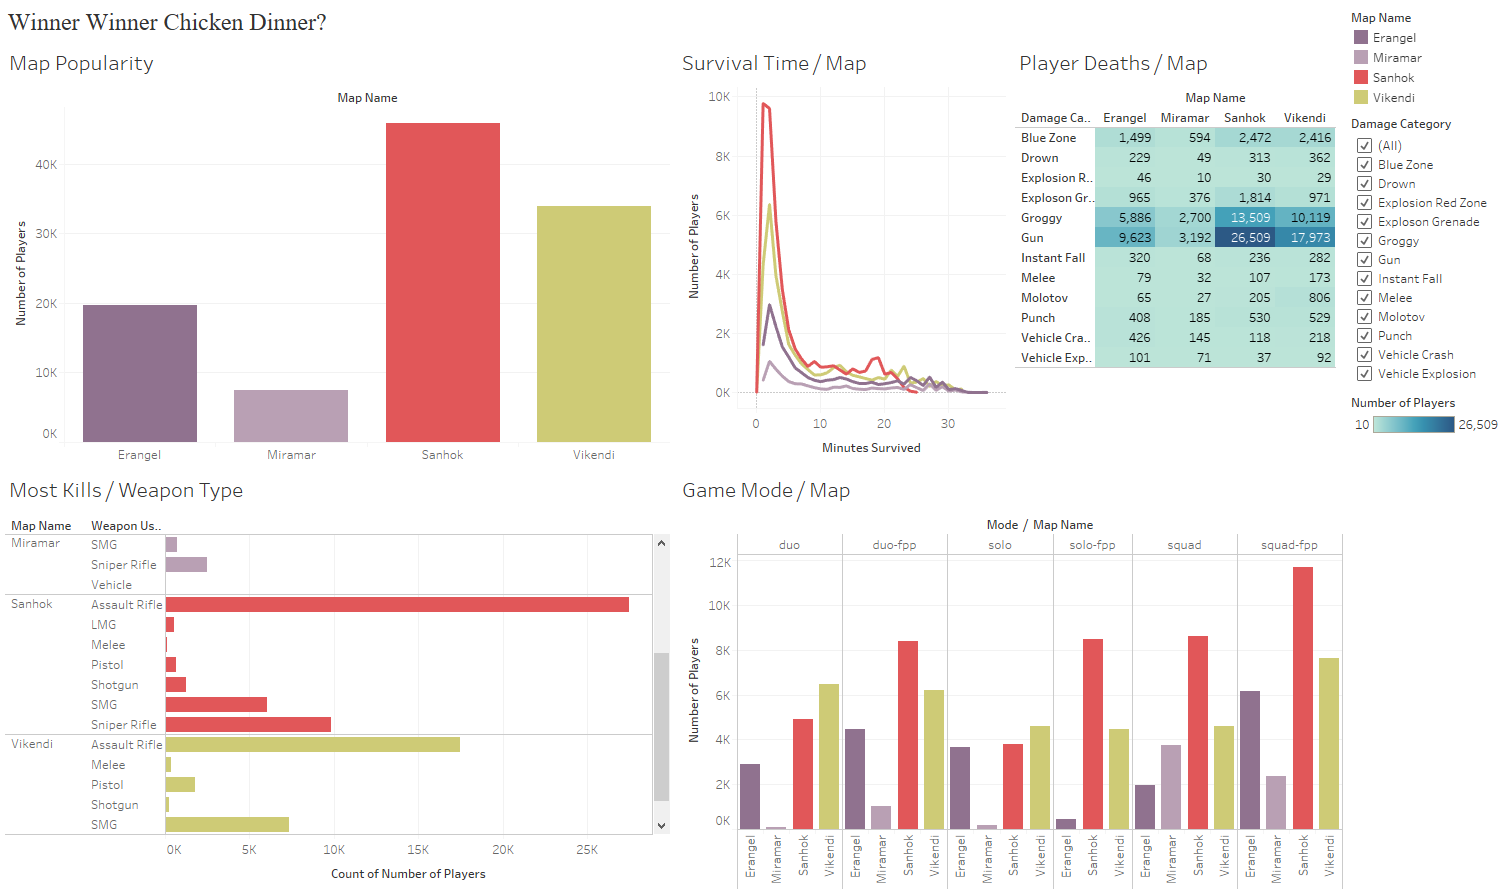 Winner Winner Chicken Dinner?
Map Popularity
Map Name
Number of Players
40K
30K
20K
10K
0K
Erangel Miramar Sanhok Vikendi
Survival Time / Map
Number of Players
10K
8K
6K
4K
2K
0K
0 10 20 30
Minutes Survived
Player Deaths / Map
Map Name
Damage Ca.. Erangel Miramar Sanhok Vikendi
Blue Zone 1,499 594 2,472 2,416
Drown 229 49 313 362
Explosion R.. 46 10 30 29
Exploson Gr.. 965 376 1,814 971
Groggy 5,886 2,700 13,509 10,119
Gun 9,623 3,192 26,509 17,973
Instant Fall 320 68 236 282
Melee 79 32 107 173
Molotov 65 27 205 806
Punch 408 185 530 529
Vehicle Cra.. 426 145 118 218
Vehicle Exp.. 101 71 37 92
Map Name
Erangel
Miramar
Sanhok
Vikendi
Damage Category
(All)
Blue Zone
Drown
Explosion Red Zone
Exploson Grenade
Groggy
Gun
Instant Fall
Melee
Molotov
Punch
Vehicle Crash
Vehicle Explosion
Number of Players
10 26,509
Most Kills / Weapon Type
Map Name Weapon Us..
Miramar SMG
Sniper Rifle
Vehicle
Sanhok Assault Rifle
LMG
Melee
Pistol
Shotgun
SMG
Sniper Rifle
Vikendi Assault Rifle
Melee
Pistol
Shotgun
SMG
0K 5K 10K 15K 20K 25K
Count of Number of Players
Game Mode / Map
Mode / Map Name
duo duo-fpp solo solo-fpp squad squad-fpp
Number of Players
12K
10K
8K
6K
4K
2K
0K
Erangel Miramar Sanhok Vikendi Erangel Miramar Sanhok Vikendi Erangel Miramar Sanhok Vikendi Erangel Sanhok Vikendi Erangel Miramar Sanhok Vikendi Erangel Miramar Sanhok Vikendi